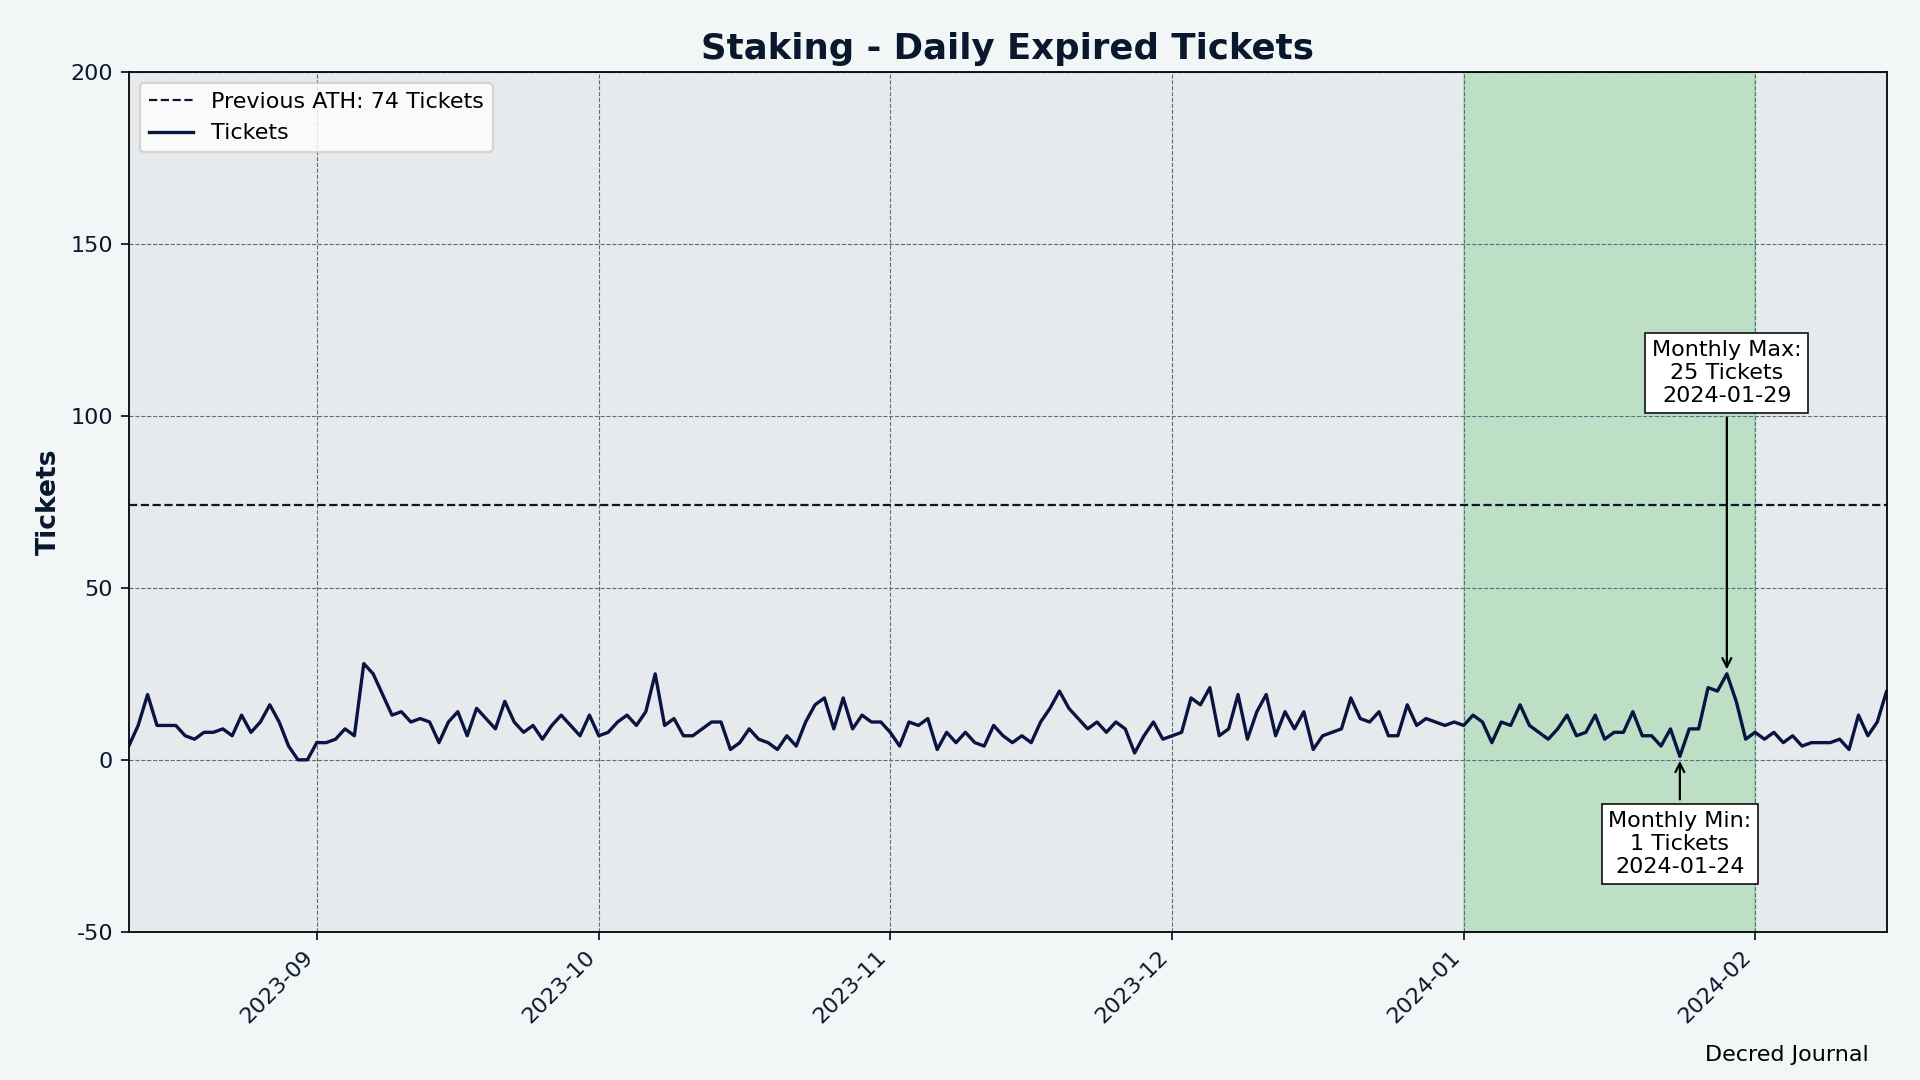 Staking - Daily Expired Tickets
Previous ATH: 74 Tickets
Tickets
Tickets
200
150
100
50
0
-50
Monthly Max:
25 Tickets
2024-01-29
Monthly Min:
1 Tickets
2024-01-24
2023-09
2023-10
2023-11
2023-12
2024-01
2024-02
Decred Journal